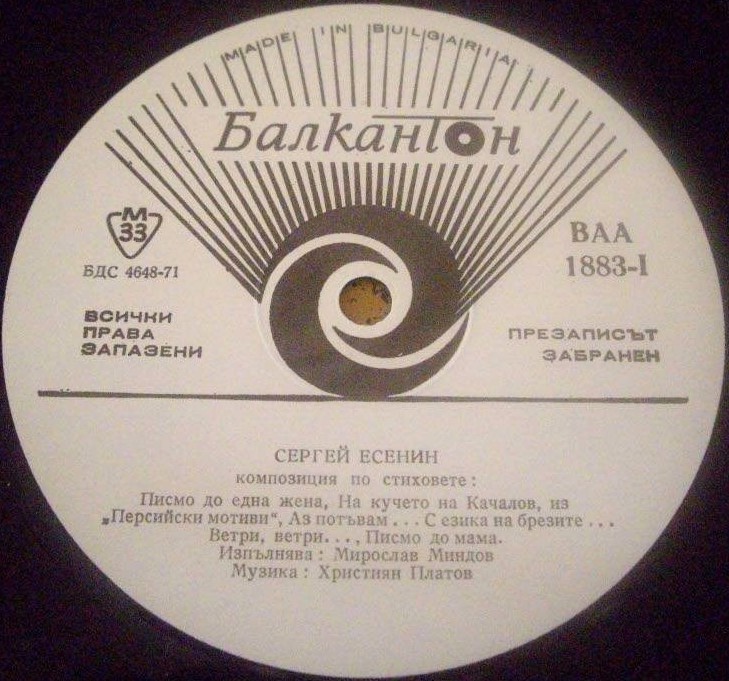 MADE IN BULGARIA
Балкантон
М
33
БДС 4648-71
ВАА
1883-I
ВСИЧКИ
ПРАВА
ЗАПАЗЕНИ
ПРЕЗАПИСЪТ
ЗАБРАНЕН
СЕРГЕЙ ЕСЕНИН
композиция по стиховете:
Писмо до една жена, На кучето на Качалов, из
„Персийски мотиви“, Аз потъвам... С езика на брезите...
Ветри, ветри..., Писмо до мама.
Изпълнява: Мирослав Миндов
Музика: Християн Платов